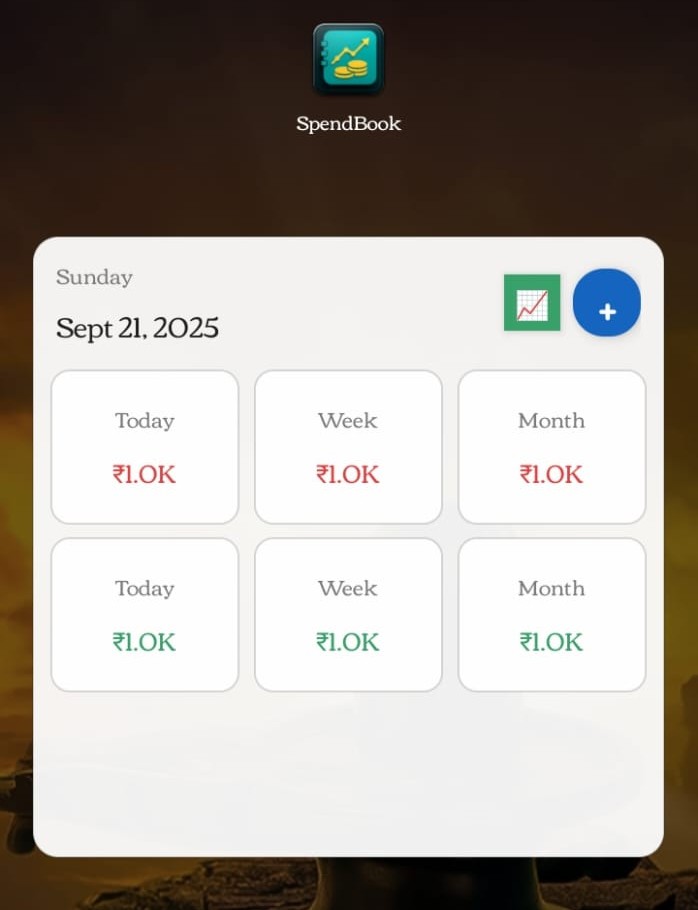 SpendBook
Sunday
Sept 21, 2025
+
Today Week Month
₹1.0K ₹1.0K ₹1.0K
Today Week Month
₹1.0K ₹1.0K ₹1.0K